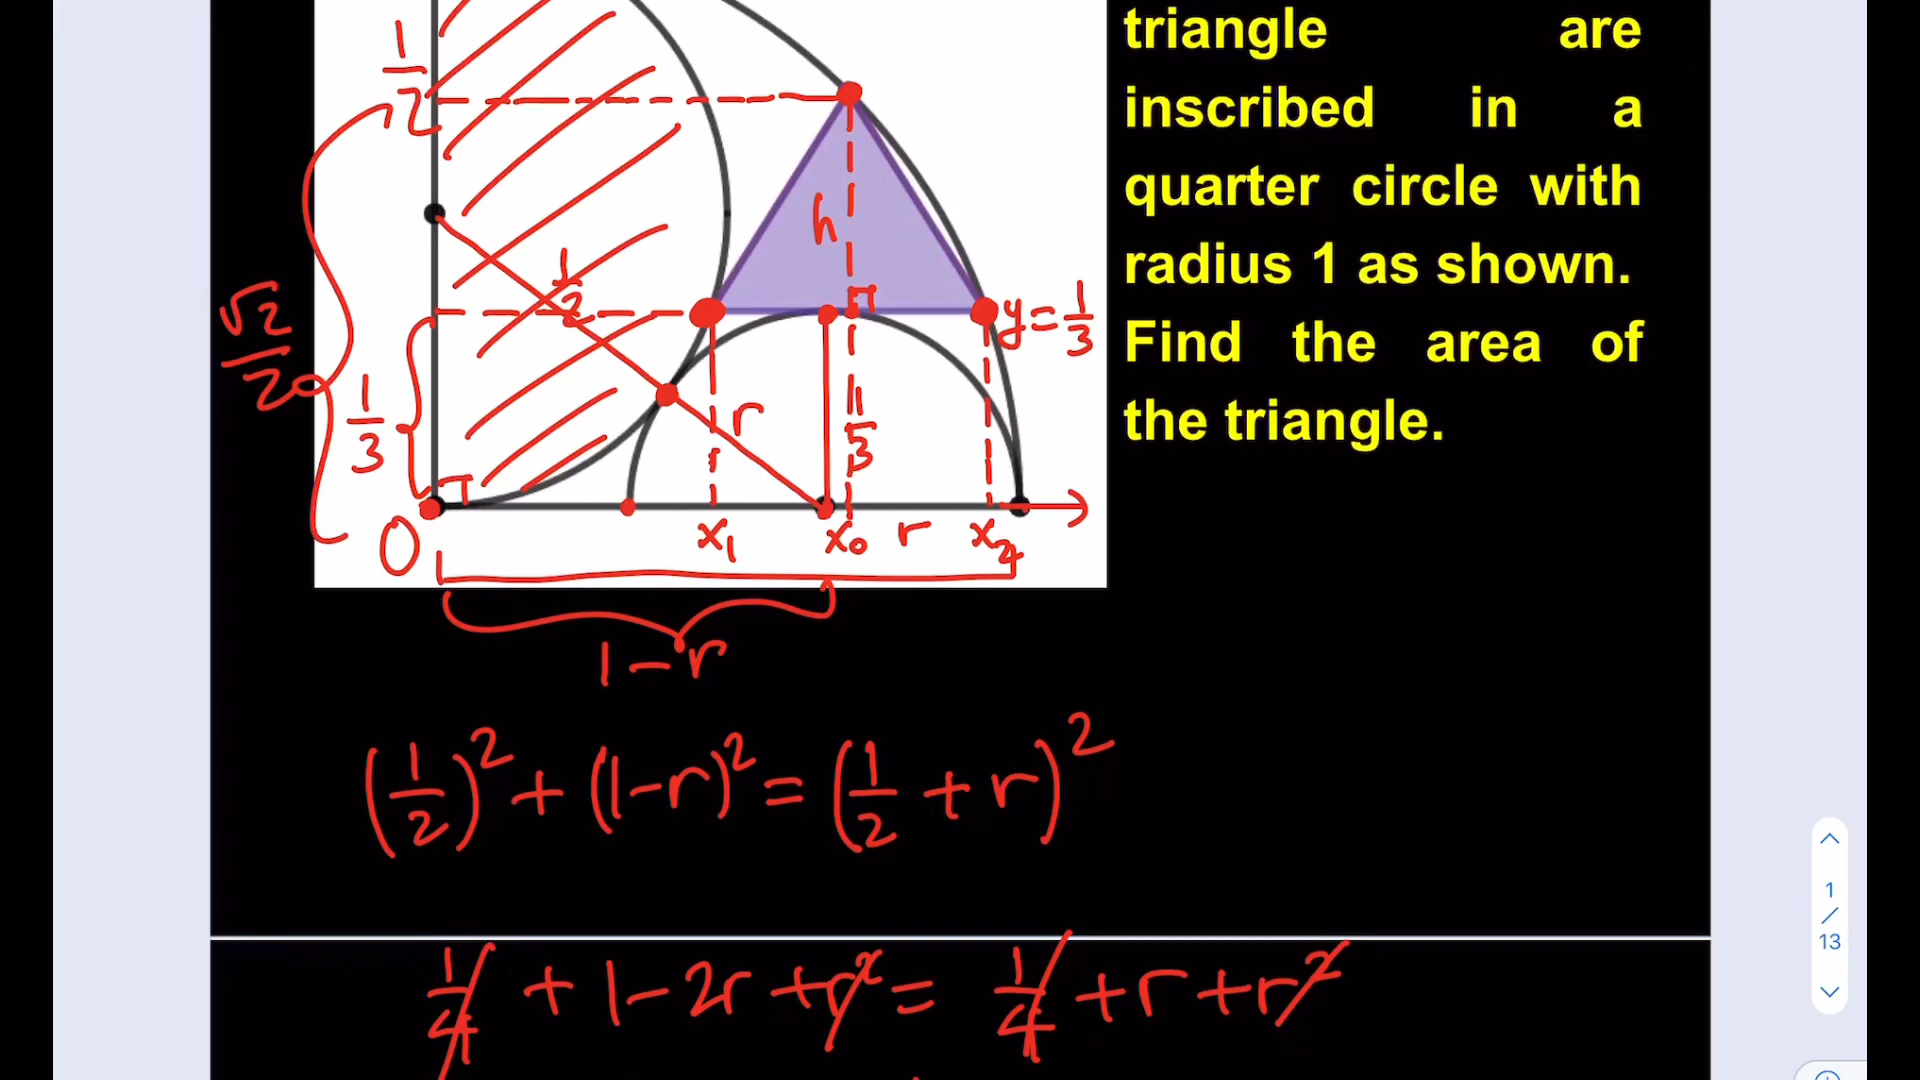 triangle are
inscribed in a
quarter circle with
radius 1 as shown.
Find the area of
the triangle.
1/2
h
1/2
y = 1/3
√2/2
1/3
r
1/3
O
x₁
x₀
r
x₂
1-r
(1/2)² + (1-r)² = (1/2 + r)²
1/4 + 1 - 2r + r² = 1/4 + r + r²
1
/
13